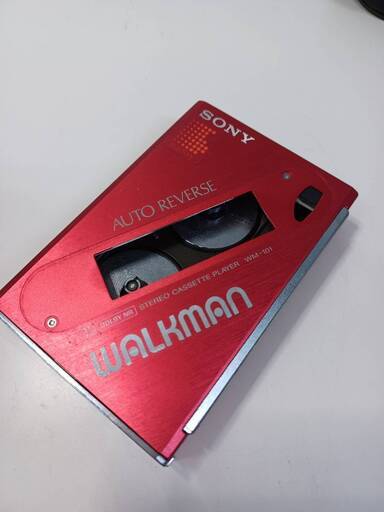 SONY
AUTO REVERSE
DOLBY NR STEREO CASSETTE PLAYER WM-101
WALKMAN